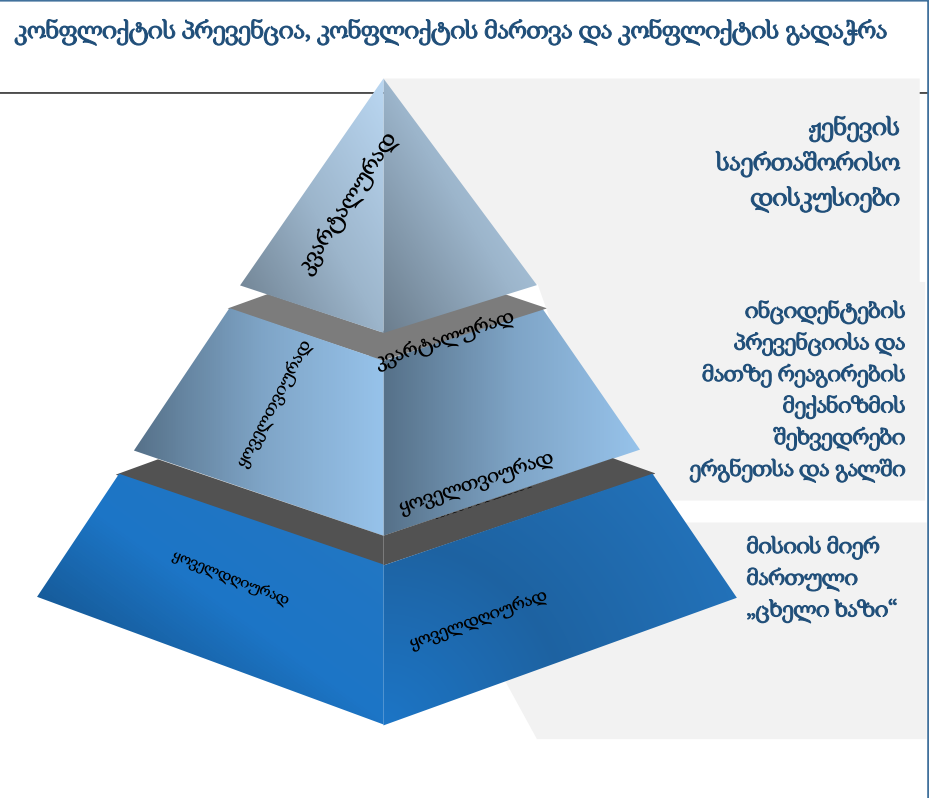 კონფლიქტის პრევენცია, კონფლიქტის მართვა და კონფლიქტის გადაჭრა
კვარტალურად
ჟენევის
საერთაშორისო
დისკუსიები
კვარტალურად
ყოველთვიურად
ყოველთვიურად
ინციდენტების
პრევენციისა და
მათზე რეაგირების
მექანიზმის
შეხვედრები
ერგნეთსა და გალში
ყოველდღიურად
ყოველდღიურად
მისიის მიერ
მართული
„ცხელი ხაზი“